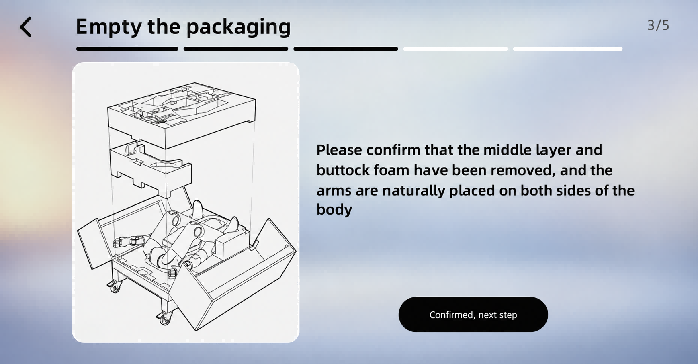 Empty the packaging
3/5
Please confirm that the middle layer and
buttock foam have been removed, and the
arms are naturally placed on both sides of the
body
Confirmed, next step